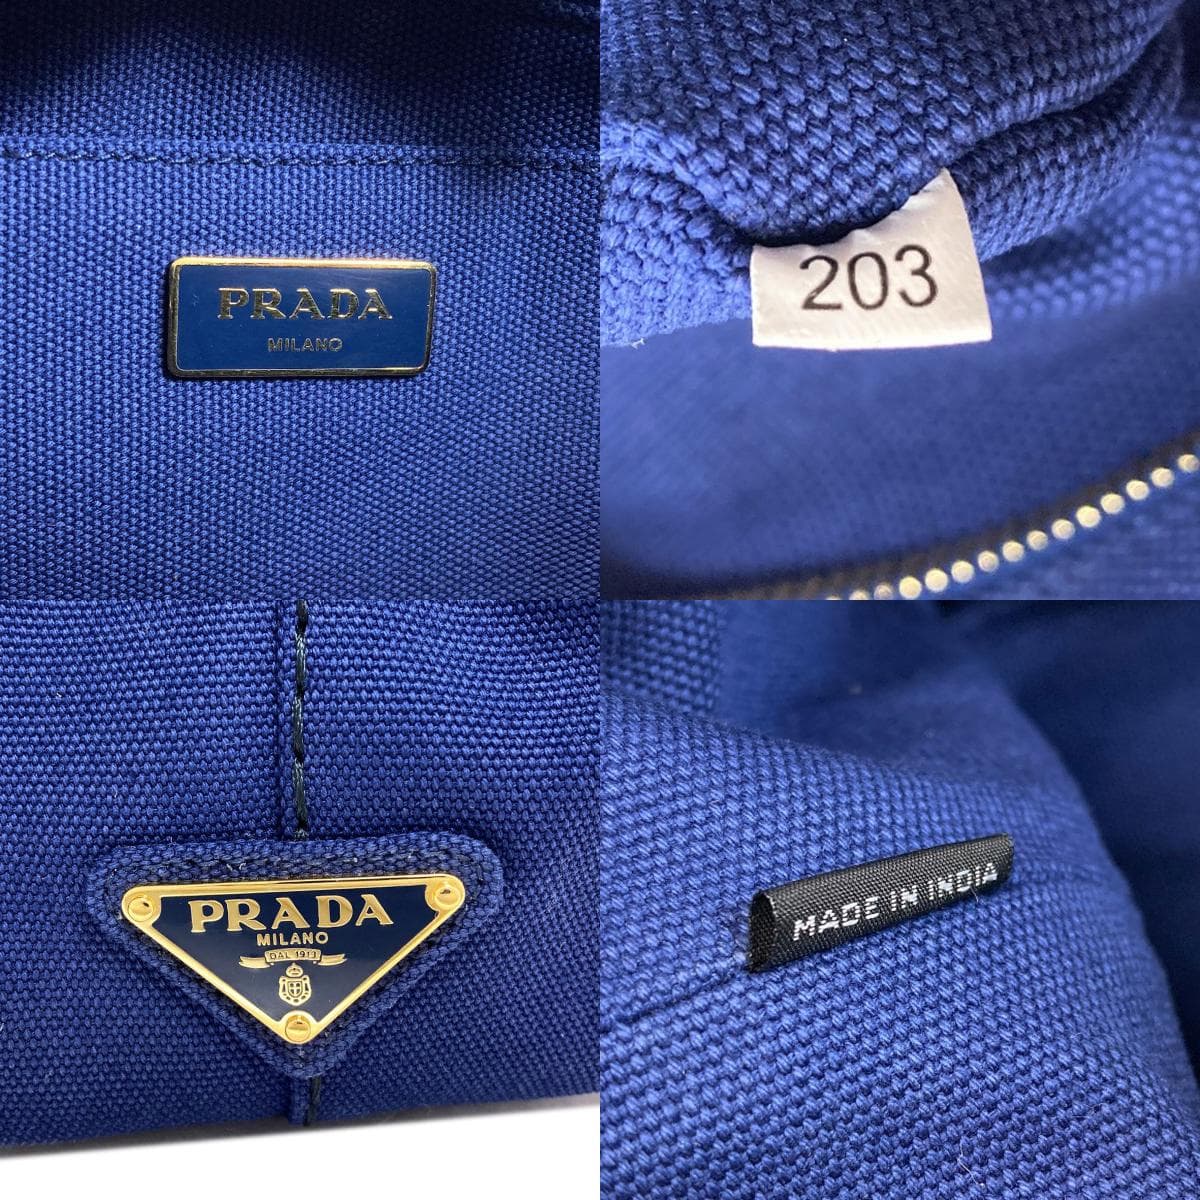 PRADA
MILANO
203
PRADA
MILANO
DAL 1913
MADE IN INDIA